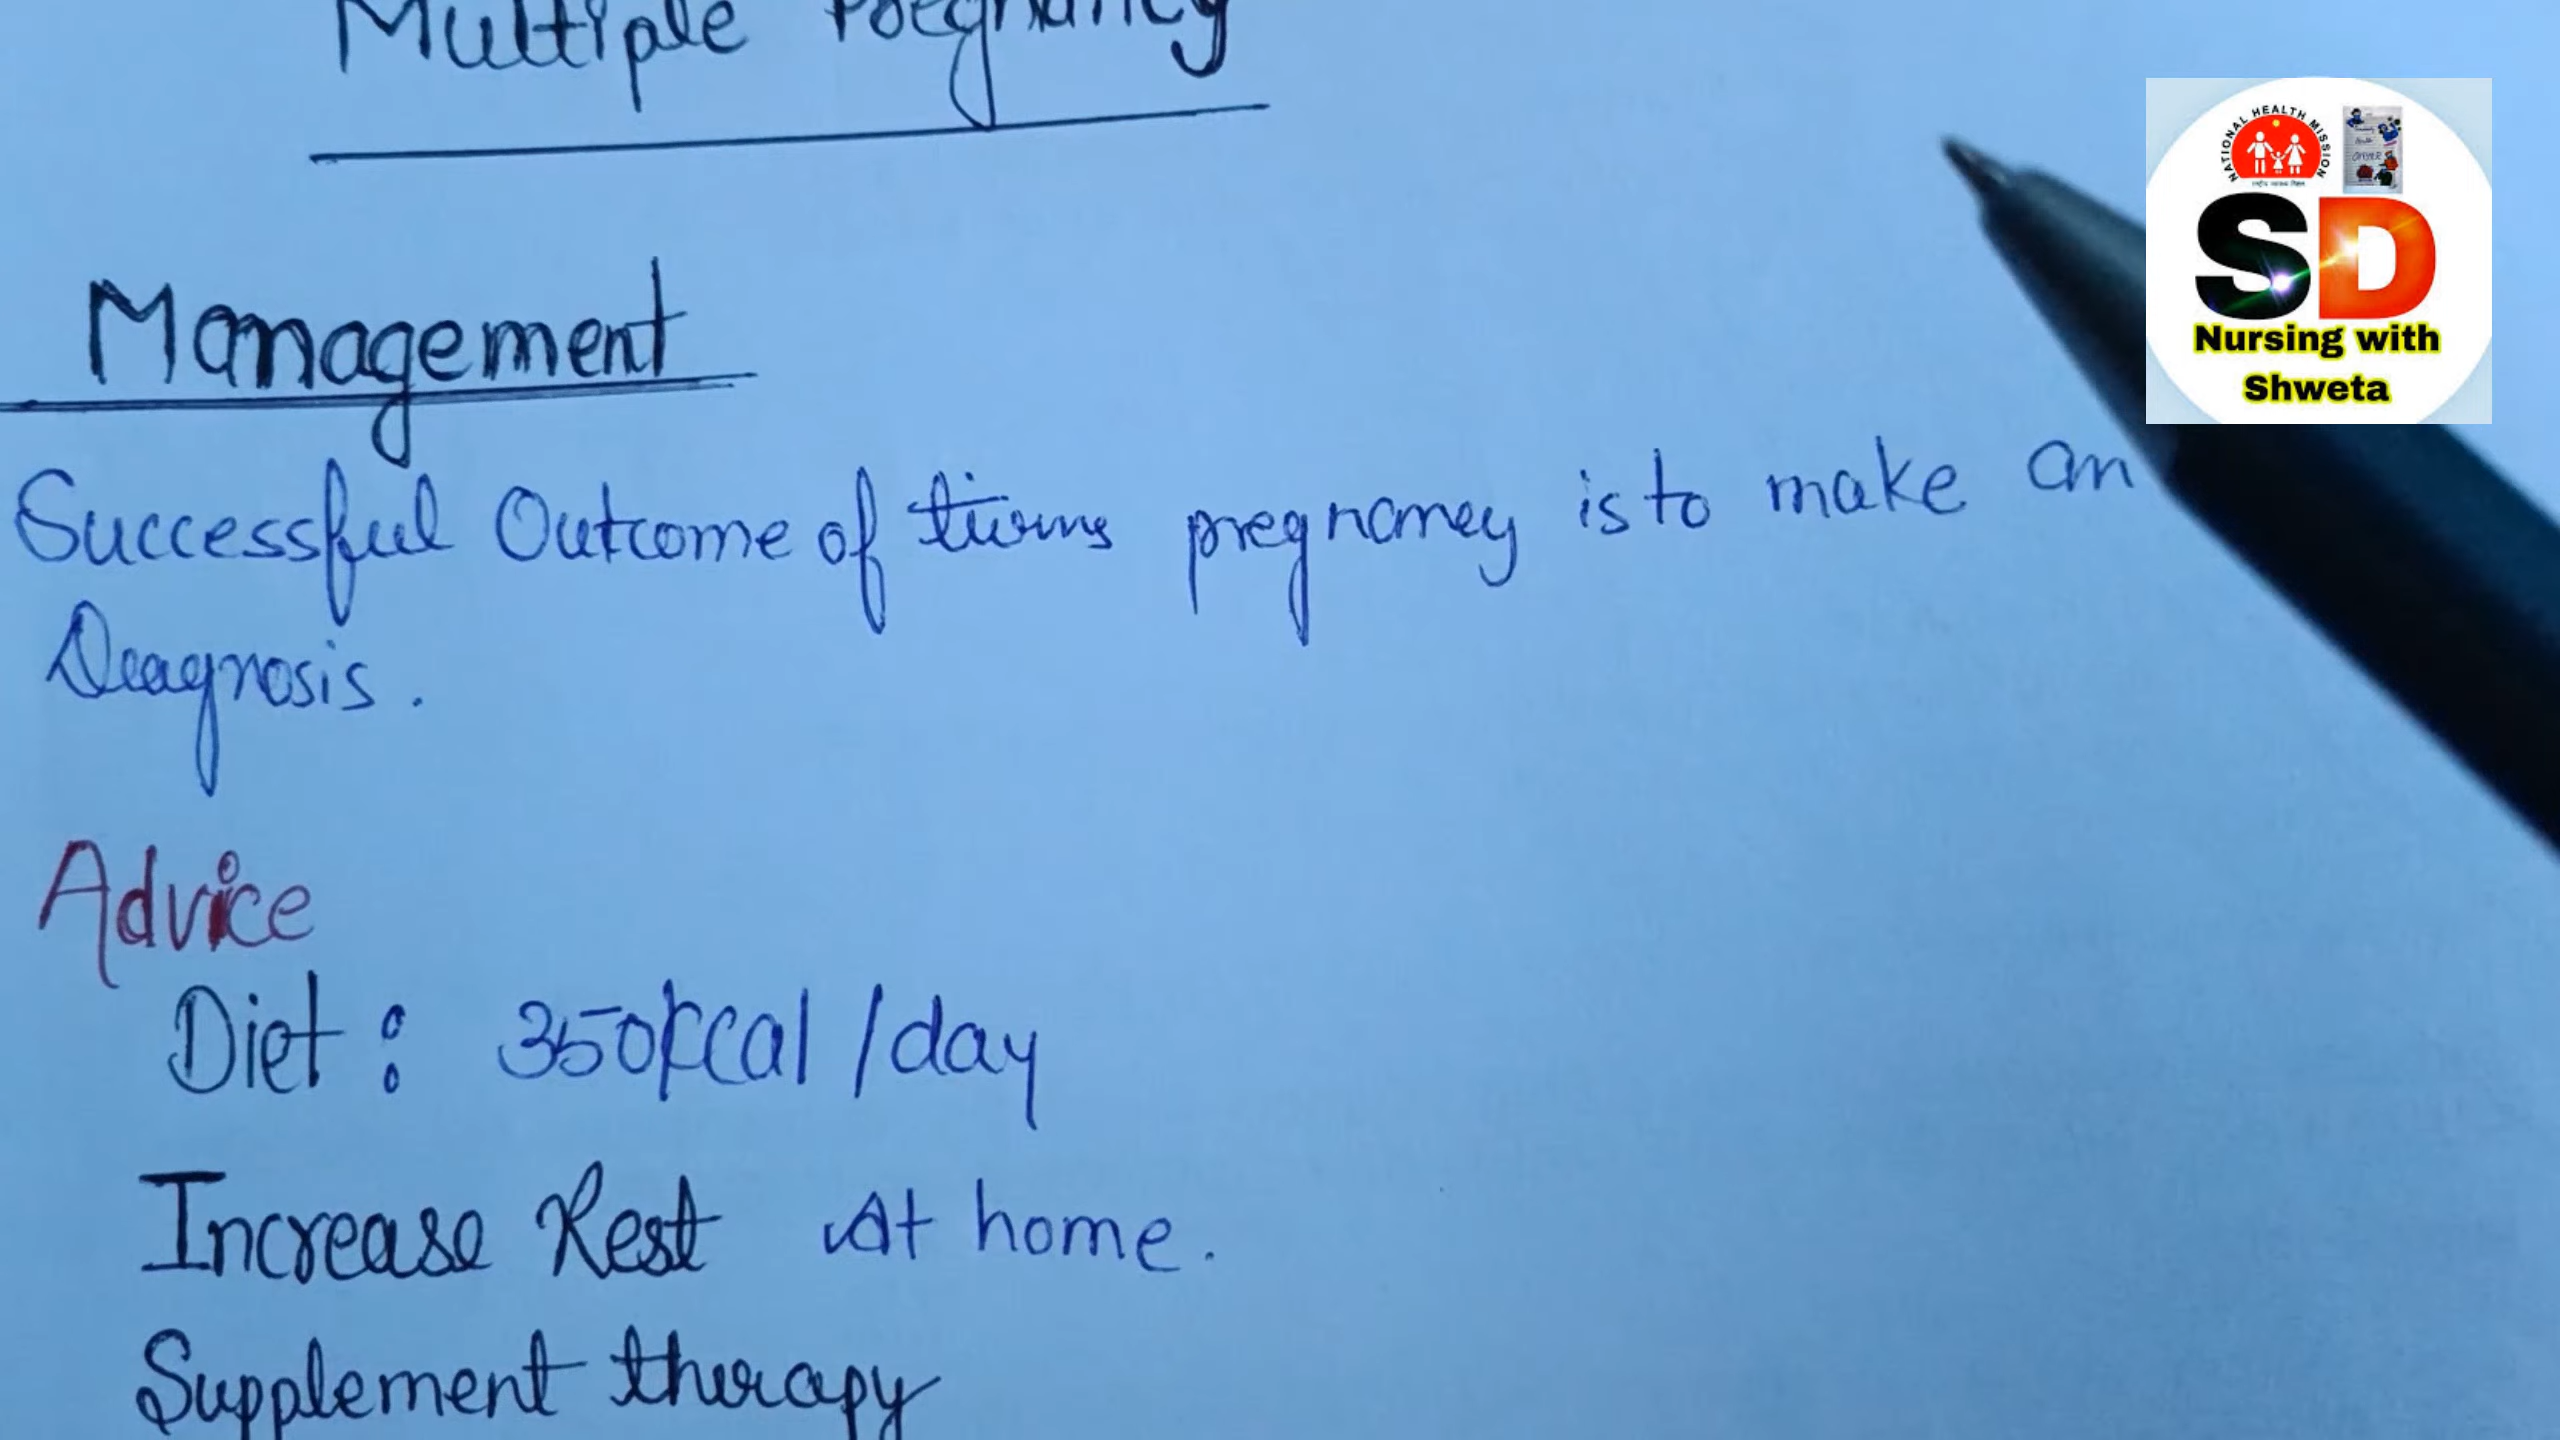 Multiple Pregnancy
Management
Successful Outcome of twins pregnancy is to make an
Diagnosis.
Advice
Diet : 350kcal /day
Increase Rest At home.
Supplement therapy
NATIONAL HEALTH MISSION
SD
Nursing with
Shweta